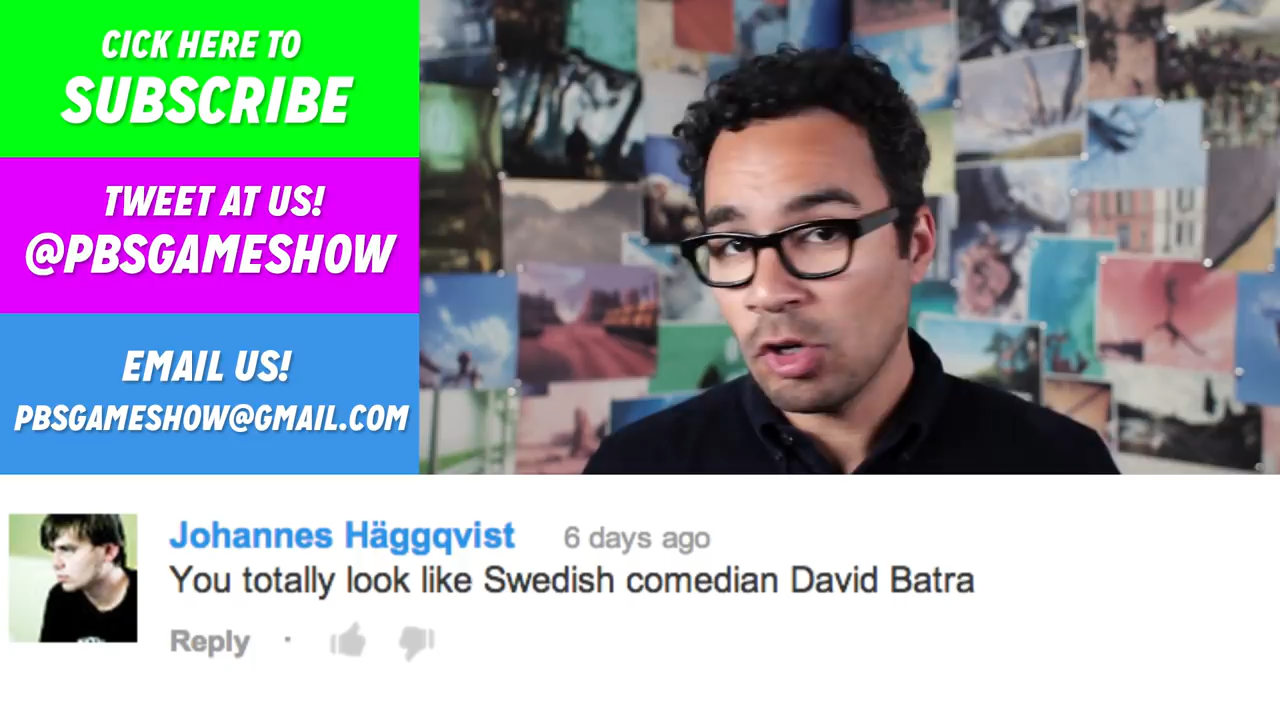 CICK HERE TO
SUBSCRIBE
TWEET AT US!
@PBSGAMESHOW
EMAIL US!
PBSGAMESHOW@GMAIL.COM
Johannes Häggqvist 6 days ago
You totally look like Swedish comedian David Batra
Reply ·